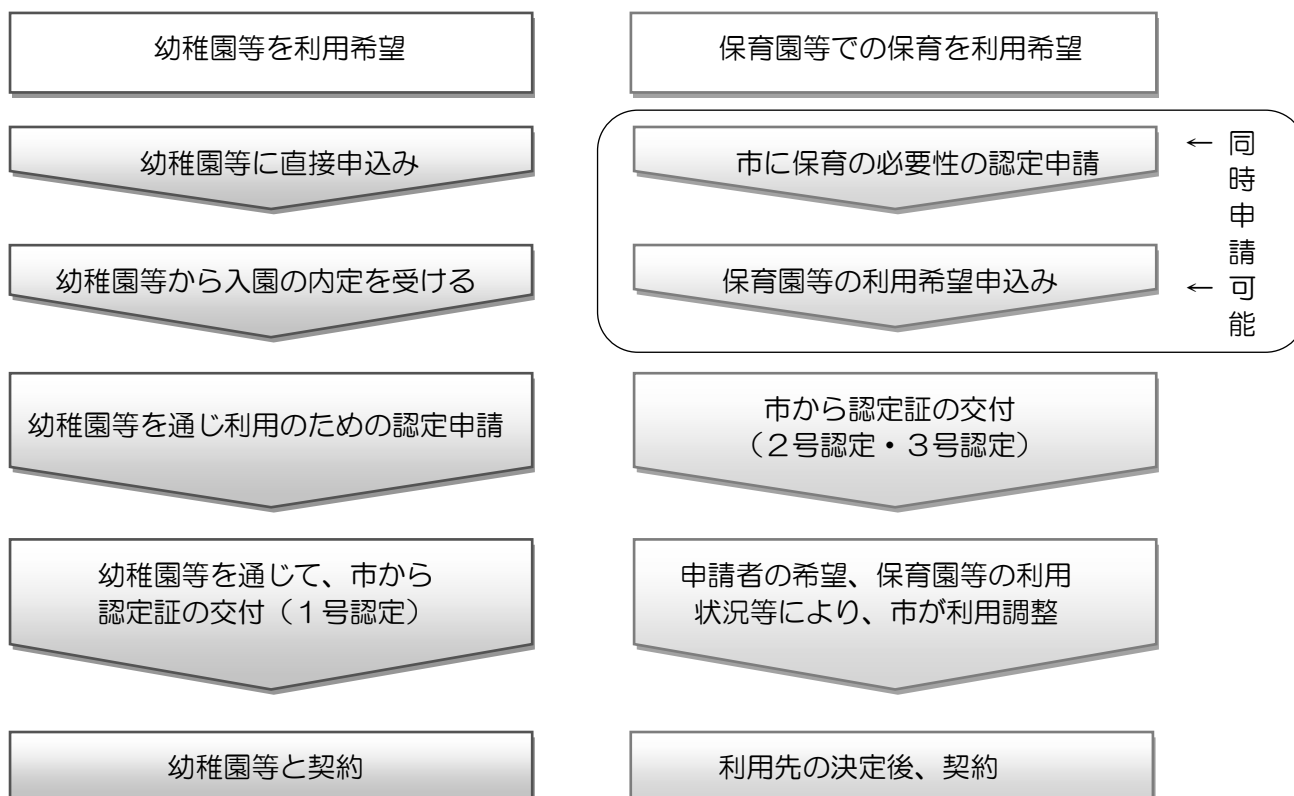 幼稚園等を利用希望
幼稚園等に直接申込み
幼稚園等から入園の内定を受ける
幼稚園等を通じ利用のための認定申請
幼稚園等を通じて、市から
認定証の交付（１号認定）
幼稚園等と契約
保育園等での保育を利用希望
市に保育の必要性の認定申請
保育園等の利用希望申込み
← 同時申請可能 ←
市から認定証の交付
（２号認定・３号認定）
申請者の希望、保育園等の利用
状況等により、市が利用調整
利用先の決定後、契約